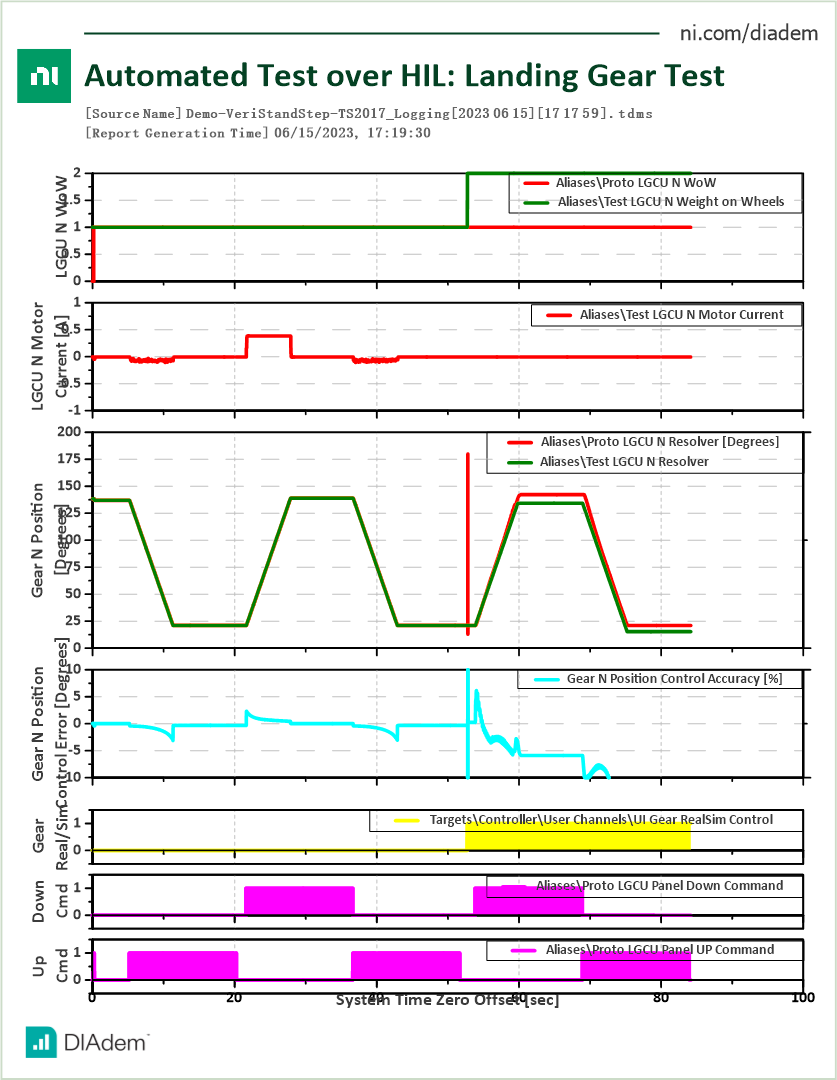 ni.com/diadem
ni
Automated Test over HIL: Landing Gear Test
[Source Name] Demo-VeriStandStep-TS2017_Logging[2023 06 15][17 17 59].tdms
[Report Generation Time] 06/15/2023, 17:19:30
LGCU N WoW
2
1.5
1
0.5
0
Aliases\Proto LGCU N WoW
Aliases\Test LGCU N Weight on Wheels
LGCU N Motor
Current [A]
1
0.5
0
-0.5
-1
Aliases\Test LGCU N Motor Current
Gear N Position
[Degrees]
200
175
150
125
100
75
50
25
0
Aliases\Proto LGCU N Resolver [Degrees]
Aliases\Test LGCU N Resolver
Gear N Position
Control Error [Degrees]
10
5
0
-5
-10
Gear N Position Control Accuracy [%]
Gear
Real/Sim
1
0
Targets\Controller\User Channels\UI Gear RealSim Control
Down
Cmd
1
0
Aliases\Proto LGCU Panel Down Command
Up
Cmd
1
0
Aliases\Proto LGCU Panel UP Command
0 20 40 60 80 100
System Time Zero Offset [sec]
DIAdem™